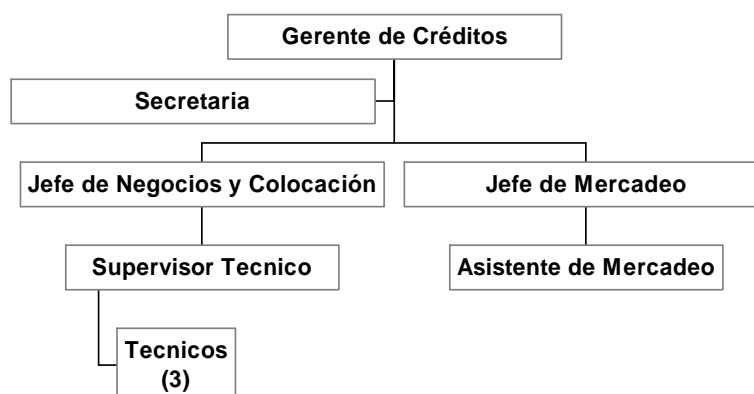 Gerente de Créditos
Secretaria
Jefe de Negocios y Colocación
Jefe de Mercadeo
Supervisor Tecnico
Asistente de Mercadeo
Tecnicos
(3)